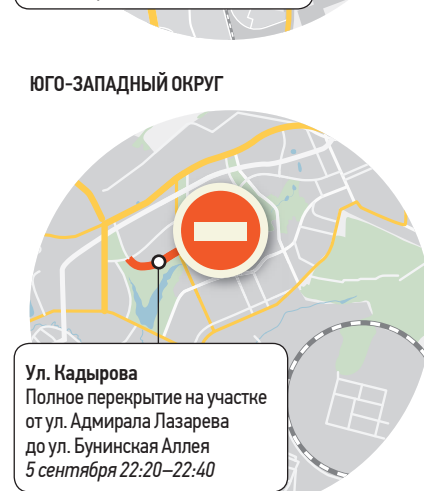 ЮГО-ЗАПАДНЫЙ ОКРУГ
Ул. Кадырова
Полное перекрытие на участке
от ул. Адмирала Лазарева
до ул. Бунинская Аллея
5 сентября 22:20–22:40